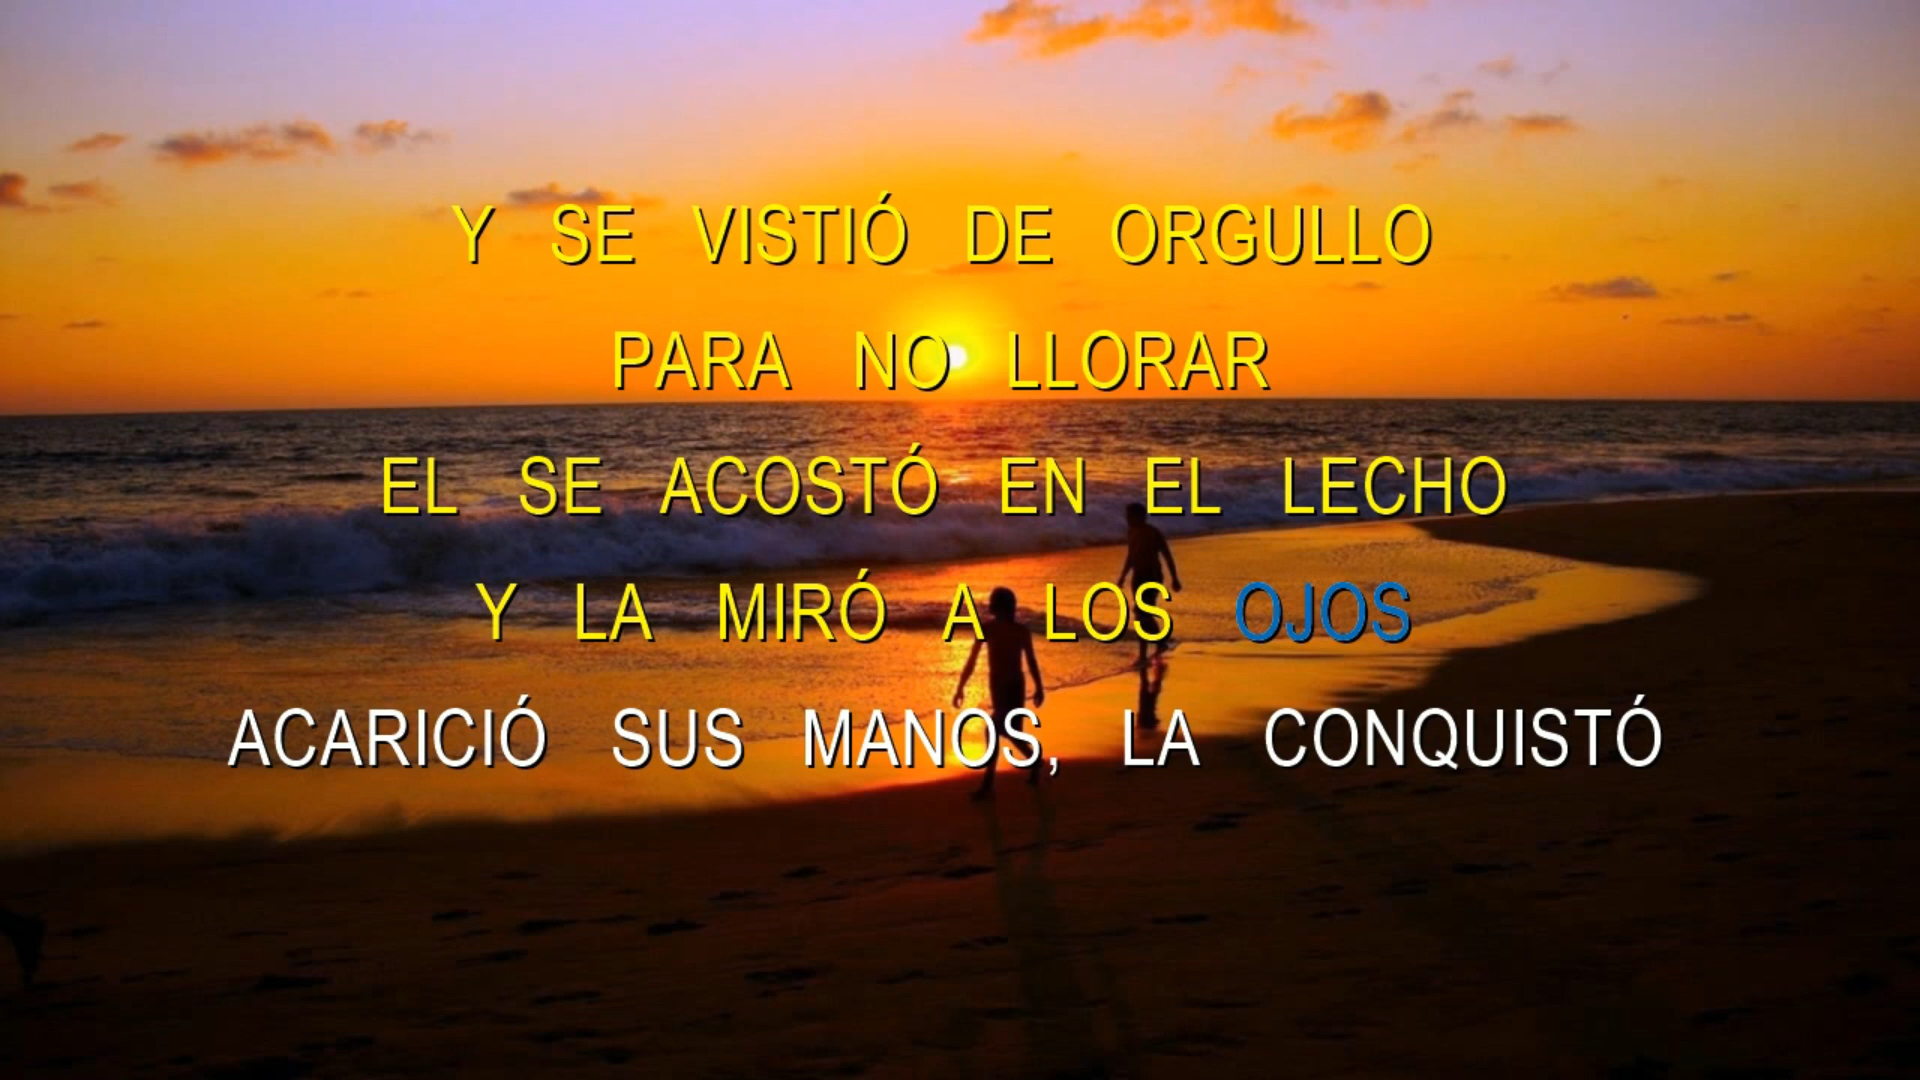 Y SE VISTIÓ DE ORGULLO
PARA NO LLORAR
EL SE ACOSTÓ EN EL LECHO
Y LA MIRÓ A LOS OJOS
ACARICIÓ SUS MANOS, LA CONQUISTÓ